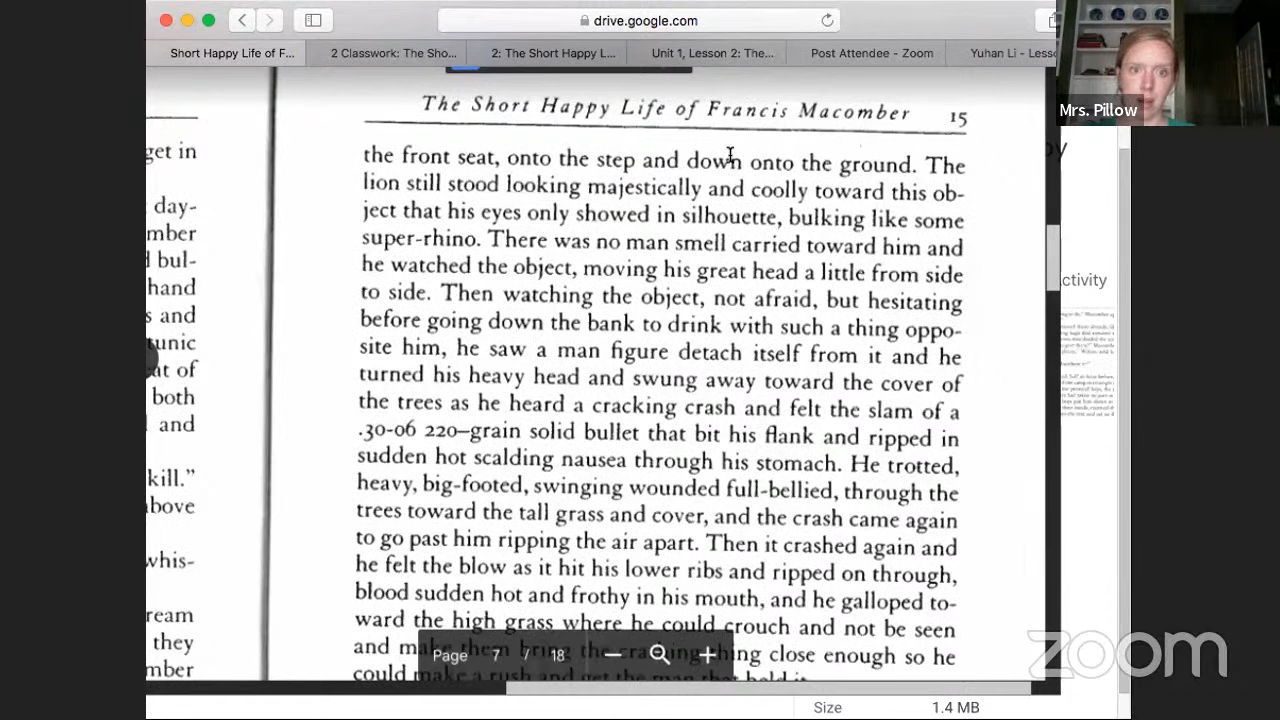 drive.google.com
Short Happy Life of F...
2 Classwork: The Sho...
2: The Short Happy L...
Unit 1, Lesson 2: The...
Post Attendee - Zoom
Yuhan Li - Less
Mrs. Pillow
The Short Happy Life of Francis Macomber 15
get in
day-
mber
bul-
hand
s and
tunic
at of
both
and
kill."
above
whis-
ream
they
mber
the front seat, onto the step and down onto the ground. The
lion still stood looking majestically and coolly toward this ob-
ject that his eyes only showed in silhouette, bulking like some
super-rhino. There was no man smell carried toward him and
he watched the object, moving his great head a little from side
to side. Then watching the object, not afraid, but hesitating
before going down the bank to drink with such a thing oppo-
site him, he saw a man figure detach itself from it and he
turned his heavy head and swung away toward the cover of
the trees as he heard a cracking crash and felt the slam of a
.30-06 220-grain solid bullet that bit his flank and ripped in
sudden hot scalding nausea through his stomach. He trotted,
heavy, big-footed, swinging wounded full-bellied, through the
trees toward the tall grass and cover, and the crash came again
to go past him ripping the air apart. Then it crashed again and
he felt the blow as it hit his lower ribs and ripped on through,
blood sudden hot and frothy in his mouth, and he galloped to-
ward the high grass where he could crouch and not be seen
and make them bring the crashing thing close enough so he
could make a rush and get the man that held it.
Page 7 / 18
ctivity
Size 1.4 MB
zoom